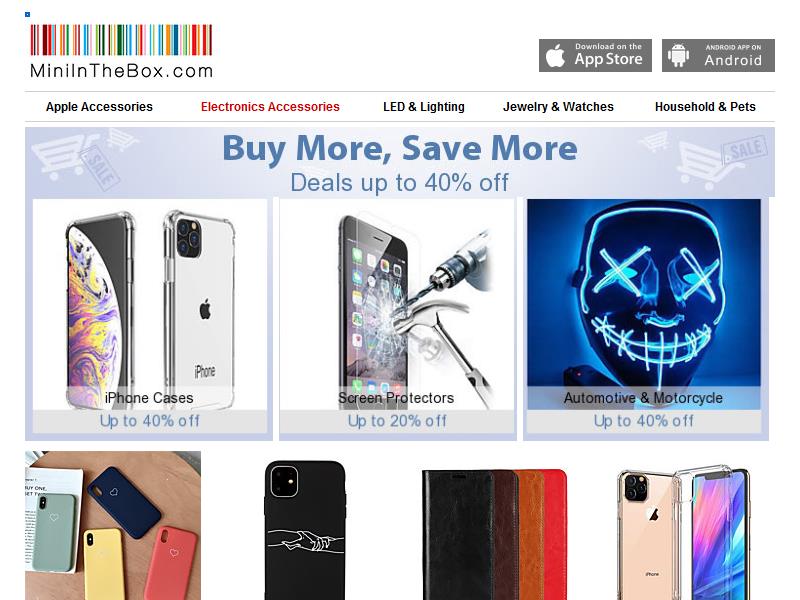 MiniInTheBox.com
Download on the
App Store
ANDROID APP ON
Android
Apple Accessories
Electronics Accessories
LED & Lighting
Jewelry & Watches
Household & Pets
Buy More, Save More
Deals up to 40% off
SALE
SALE
iPhone
iPhone Cases
Up to 40% off
Screen Protectors
Up to 20% off
Automotive & Motorcycle
Up to 40% off
iPhone